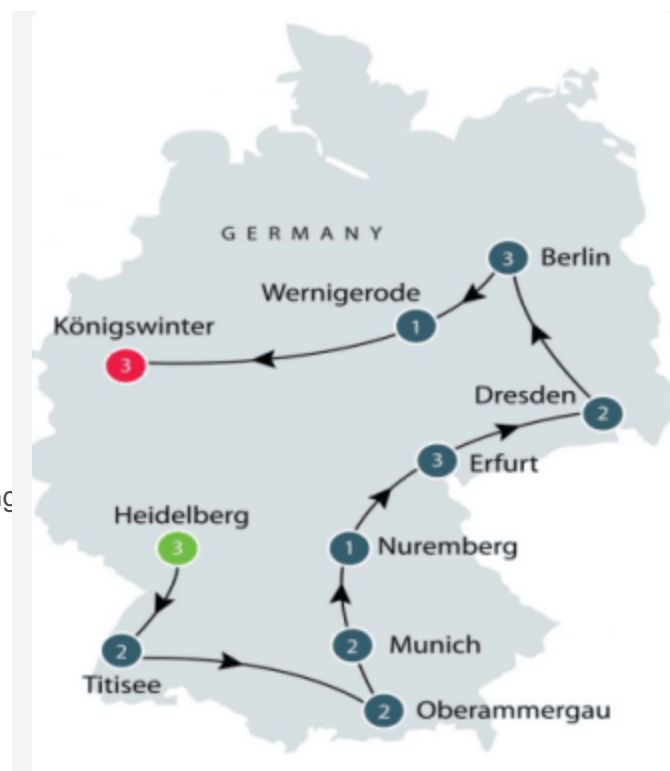 GERMANY
3 Berlin
Wernigerode
1
Königswinter
3
Dresden
2
3 Erfurt
Heidelberg
3
1 Nuremberg
2 Munich
2
Titisee
2 Oberammergau